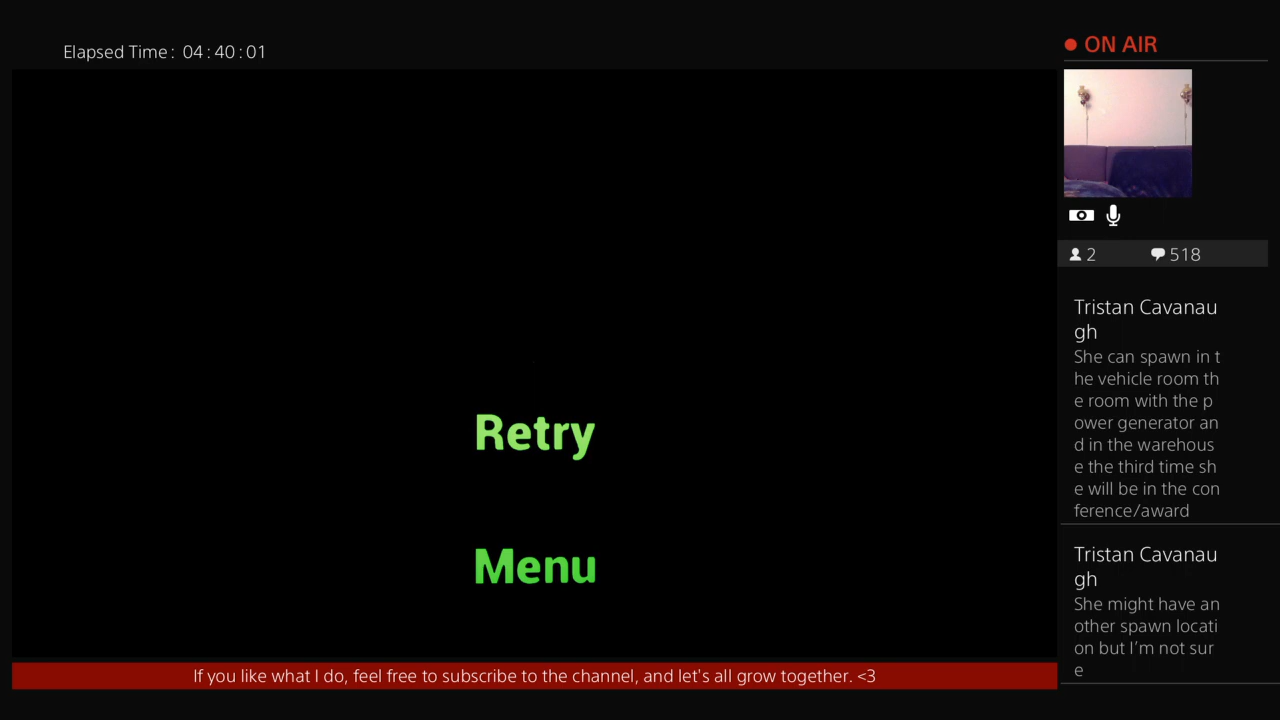 Elapsed Time: 04:40:01
ON AIR
2 518
Tristan Cavanau
gh
She can spawn in t
he vehicle room th
e room with the p
ower generator an
d in the warehous
e the third time sh
e will be in the con
ference/award
Retry
Menu
Tristan Cavanau
gh
She might have an
other spawn locati
on but I'm not sur
e
If you like what I do, feel free to subscribe to the channel, and let's all grow together. <3